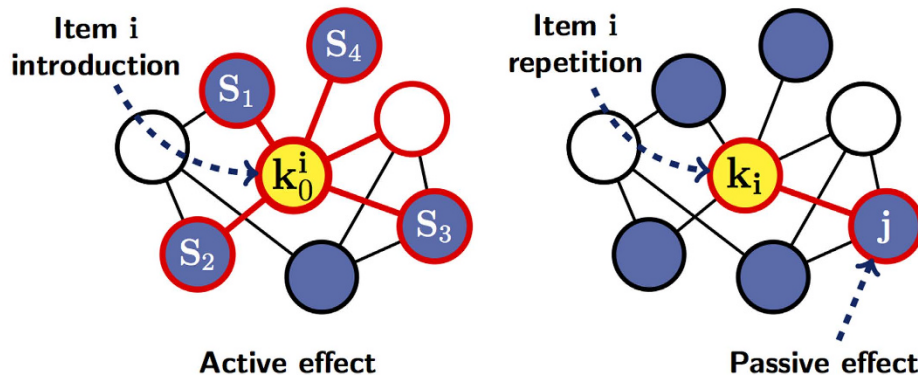 Item i
introduction
S₁
S₄
k₀ⁱ
S₂
S₃
Active effect
Item i
repetition
kᵢ
j
Passive effect